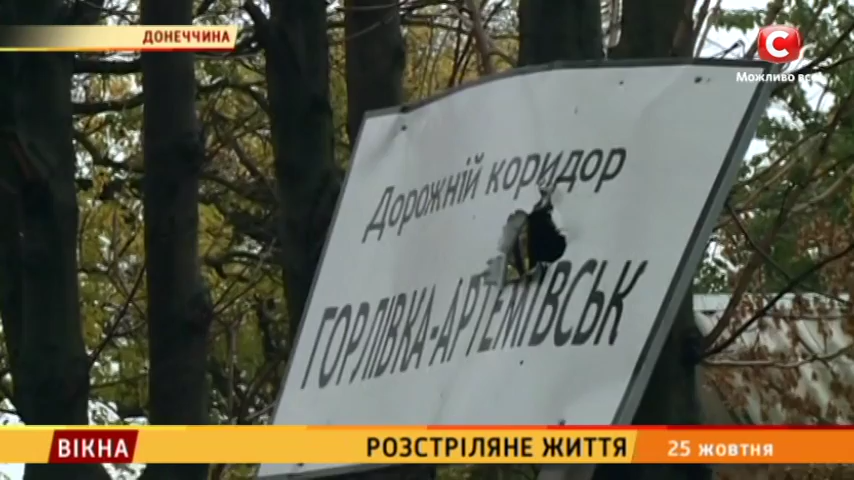 ДОНЕЧЧИНА
Можливо все!
Дорожній коридор
ГОРЛІВКА-АРТЕМІВСЬК
ВІКНА
РОЗСТРІЛЯНЕ ЖИТТЯ
25 жовтня